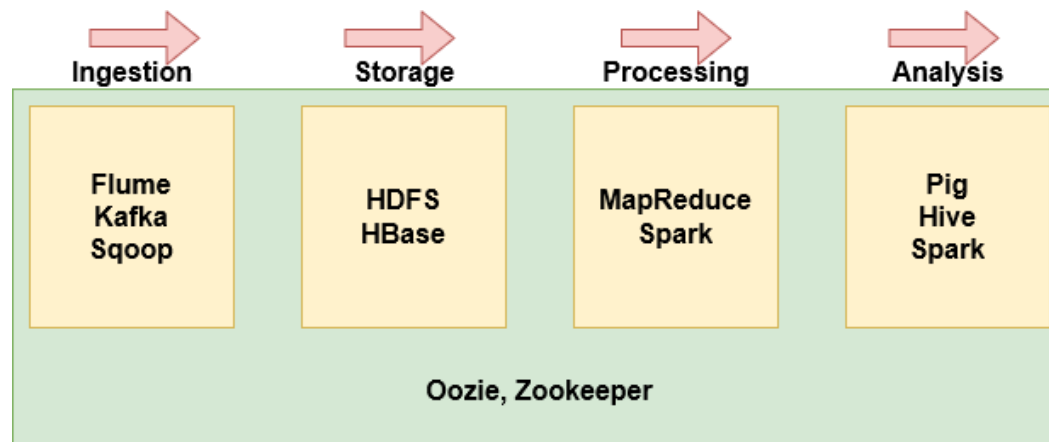 Ingestion
Storage
Processing
Analysis
Flume
Kafka
Sqoop
HDFS
HBase
MapReduce
Spark
Pig
Hive
Spark
Oozie, Zookeeper